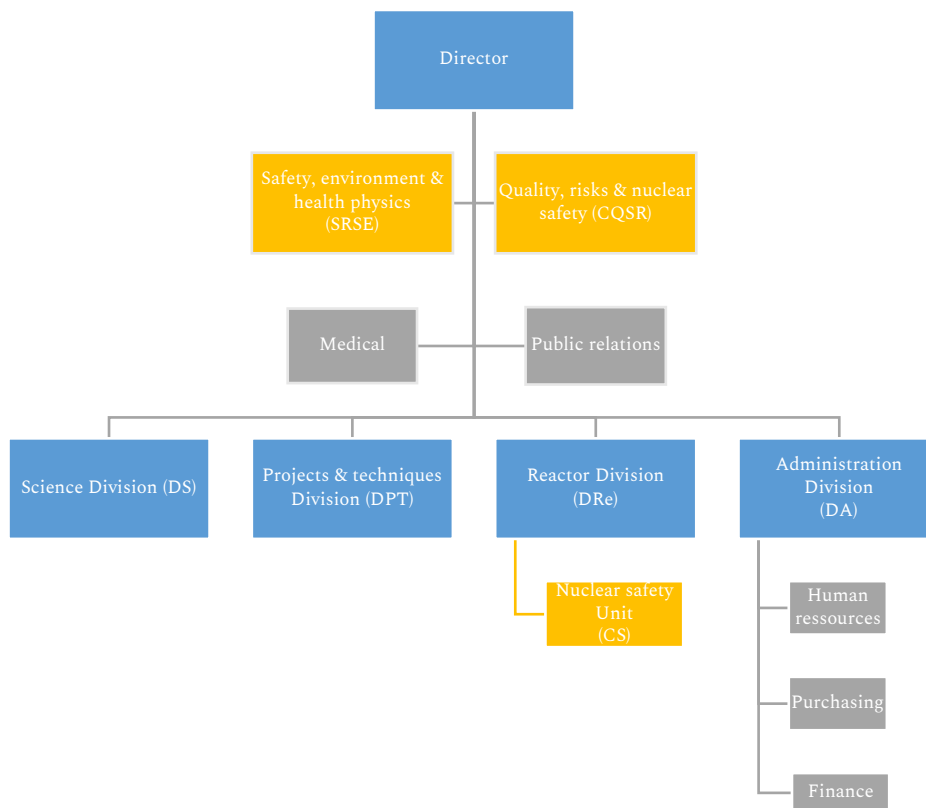 Director
Safety, environment &
health physics
(SRSE)
Quality, risks & nuclear
safety (CQSR)
Medical
Public relations
Science Division (DS)
Projects & techniques
Division (DPT)
Reactor Division
(DRe)
Administration
Division
(DA)
Nuclear safety
Unit
(CS)
Human
ressources
Purchasing
Finance